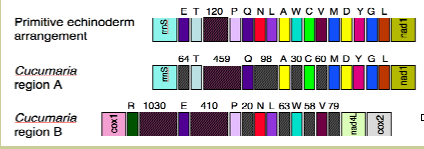 E T 120 P Q N L A W C V M D Y G L
Primitive echinoderm
arrangement
rrnS
nad1
64 T 459 Q 98 A 30 C 60 M D Y G L
Cucumaria
region A
rrnS
nad1
R 1030 E 410 P 20 N L 63 W 58 V 79
Cucumaria
region B
cox1
nad4L
cox2